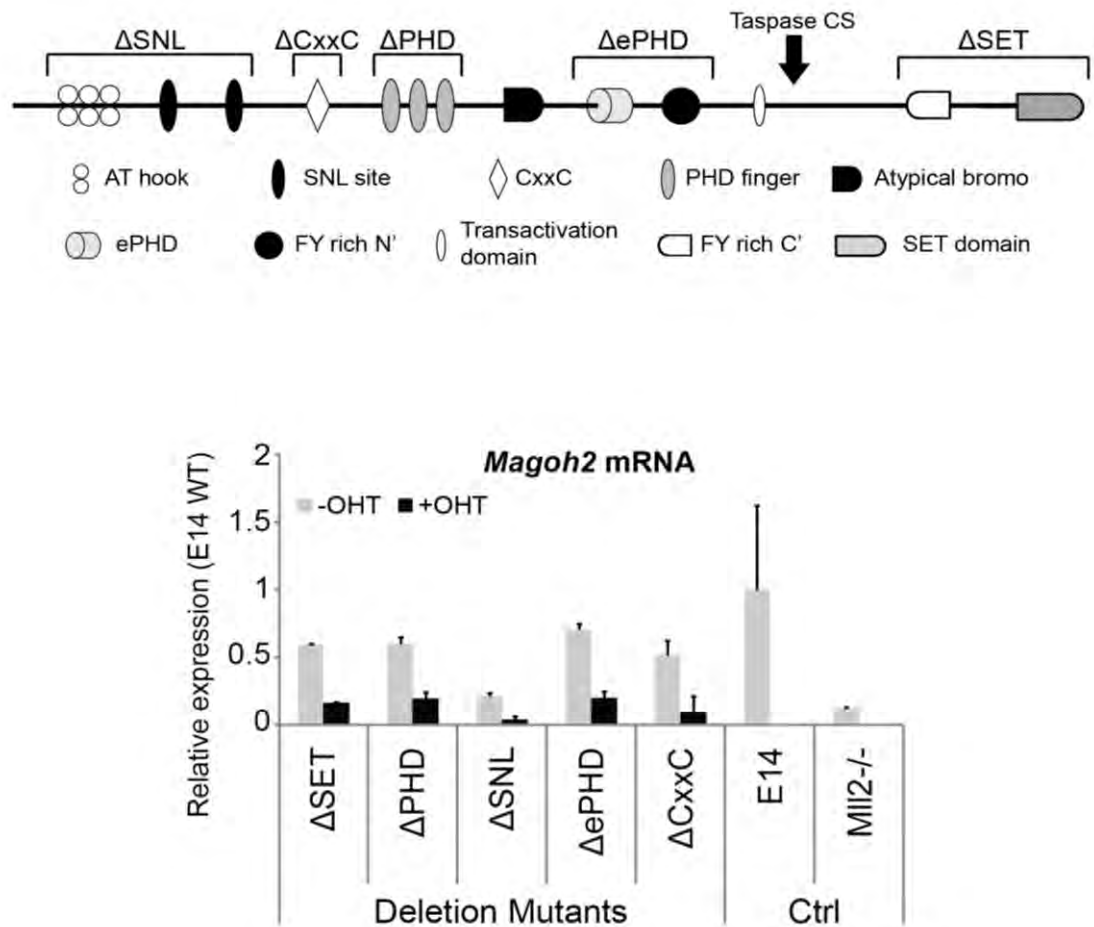 Taspase CS
ΔSNL ΔCxxC ΔPHD ΔePHD ΔSET
AT hook SNL site CxxC PHD finger Atypical bromo
ePHD FY rich N' Transactivation domain FY rich C' SET domain
Magoh2 mRNA
-OHT +OHT
Relative expression (E14 WT)
2
1.5
1
0.5
0
ΔSET ΔPHD ΔSNL ΔePHD ΔCxxC E14 Mll2-/-
Deletion Mutants Ctrl